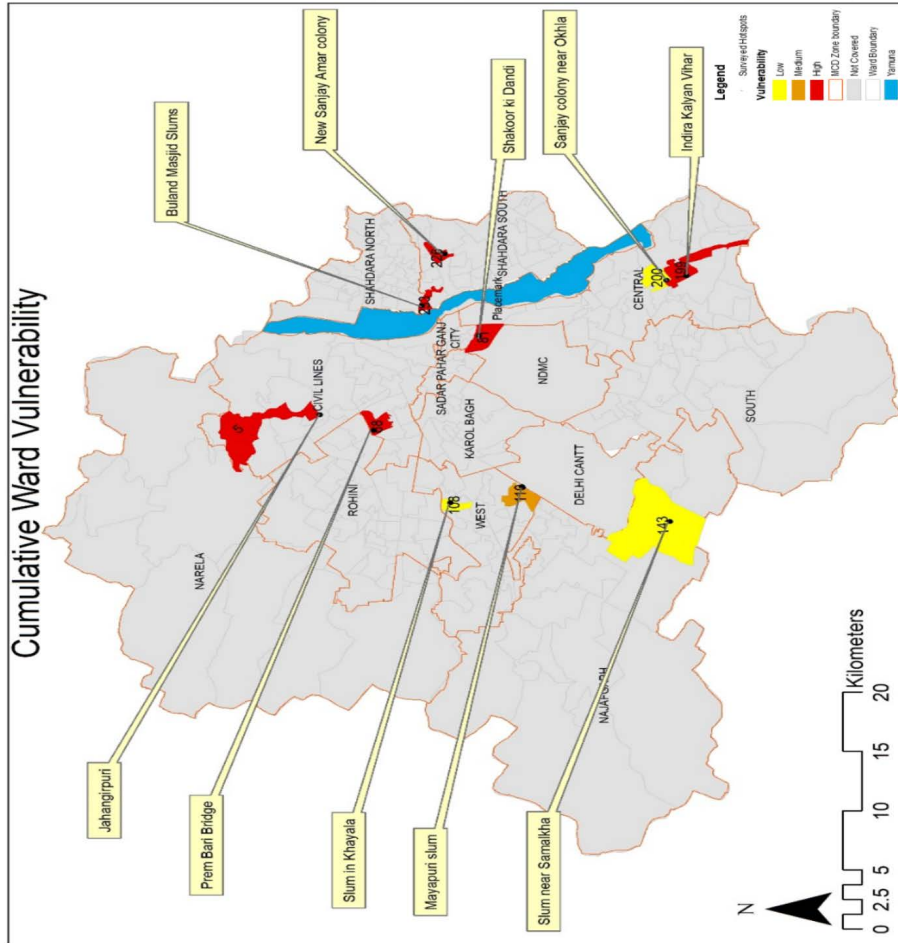 Cumulative Ward Vulnerability
Jahangirpuri
Prem Bari Bridge
Slum in Khayala
Mayapuri slum
Slum near Samalkha
Buland Masjid Slums
New Sanjay Amar colony
Shakoor ki Dandi
Sanjay colony near Okhla
Indira Kalyan Vihar
NARELA
CIVIL LINES
ROHINI
SHAHDARA NORTH
SHAHDARA SOUTH
Placemark
SADAR PAHAR GANJ
CITY
KAROL BAGH
WEST
NDMC
DELHI CANTT
CENTRAL
SOUTH
NAJAFGARH
108
143
200
Legend
Surveyed Hotspots
Vulnerability
Low
Medium
High
MCD Zone boundary
Not Covered
Ward Boundary
Yamuna
N
0 2.5 5 10 15 20
Kilometers